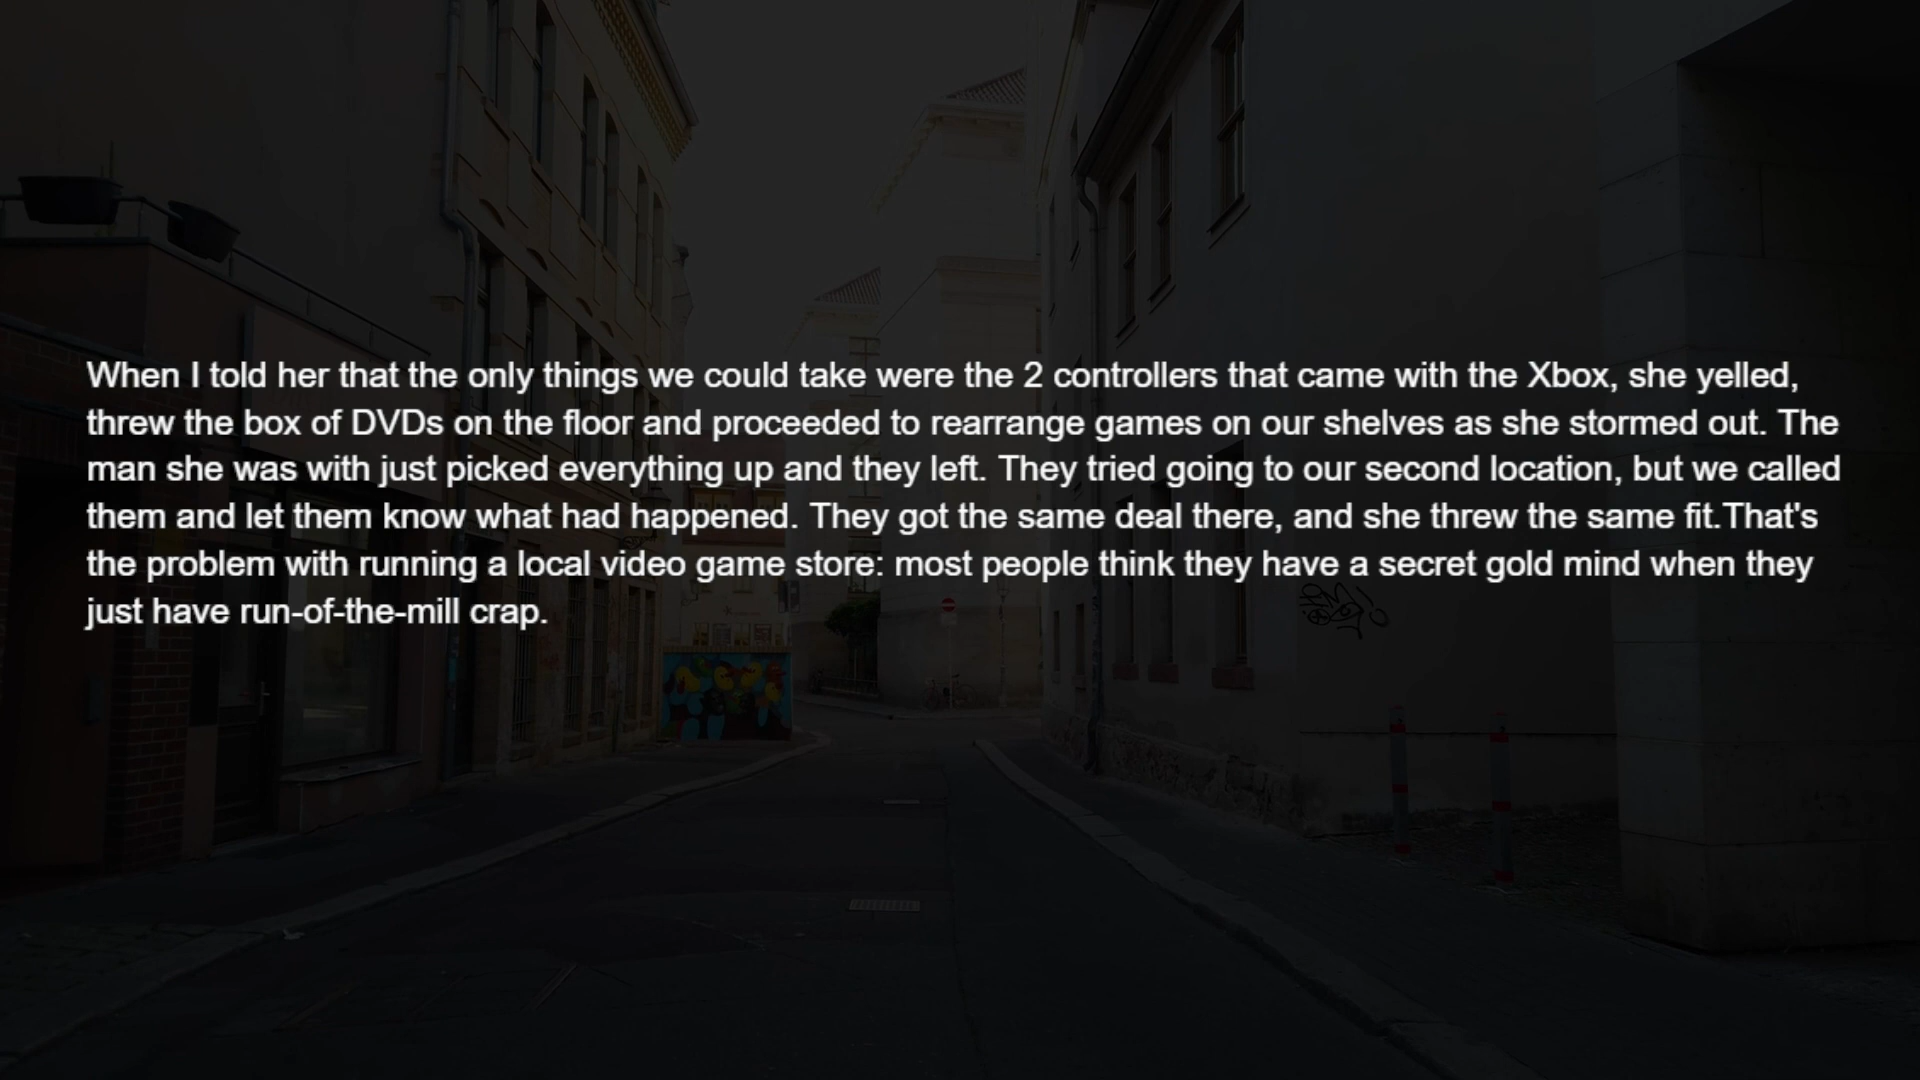 When I told her that the only things we could take were the 2 controllers that came with the Xbox, she yelled,
threw the box of DVDs on the floor and proceeded to rearrange games on our shelves as she stormed out. The
man she was with just picked everything up and they left. They tried going to our second location, but we called
them and let them know what had happened. They got the same deal there, and she threw the same fit.That's
the problem with running a local video game store: most people think they have a secret gold mind when they
just have run-of-the-mill crap.